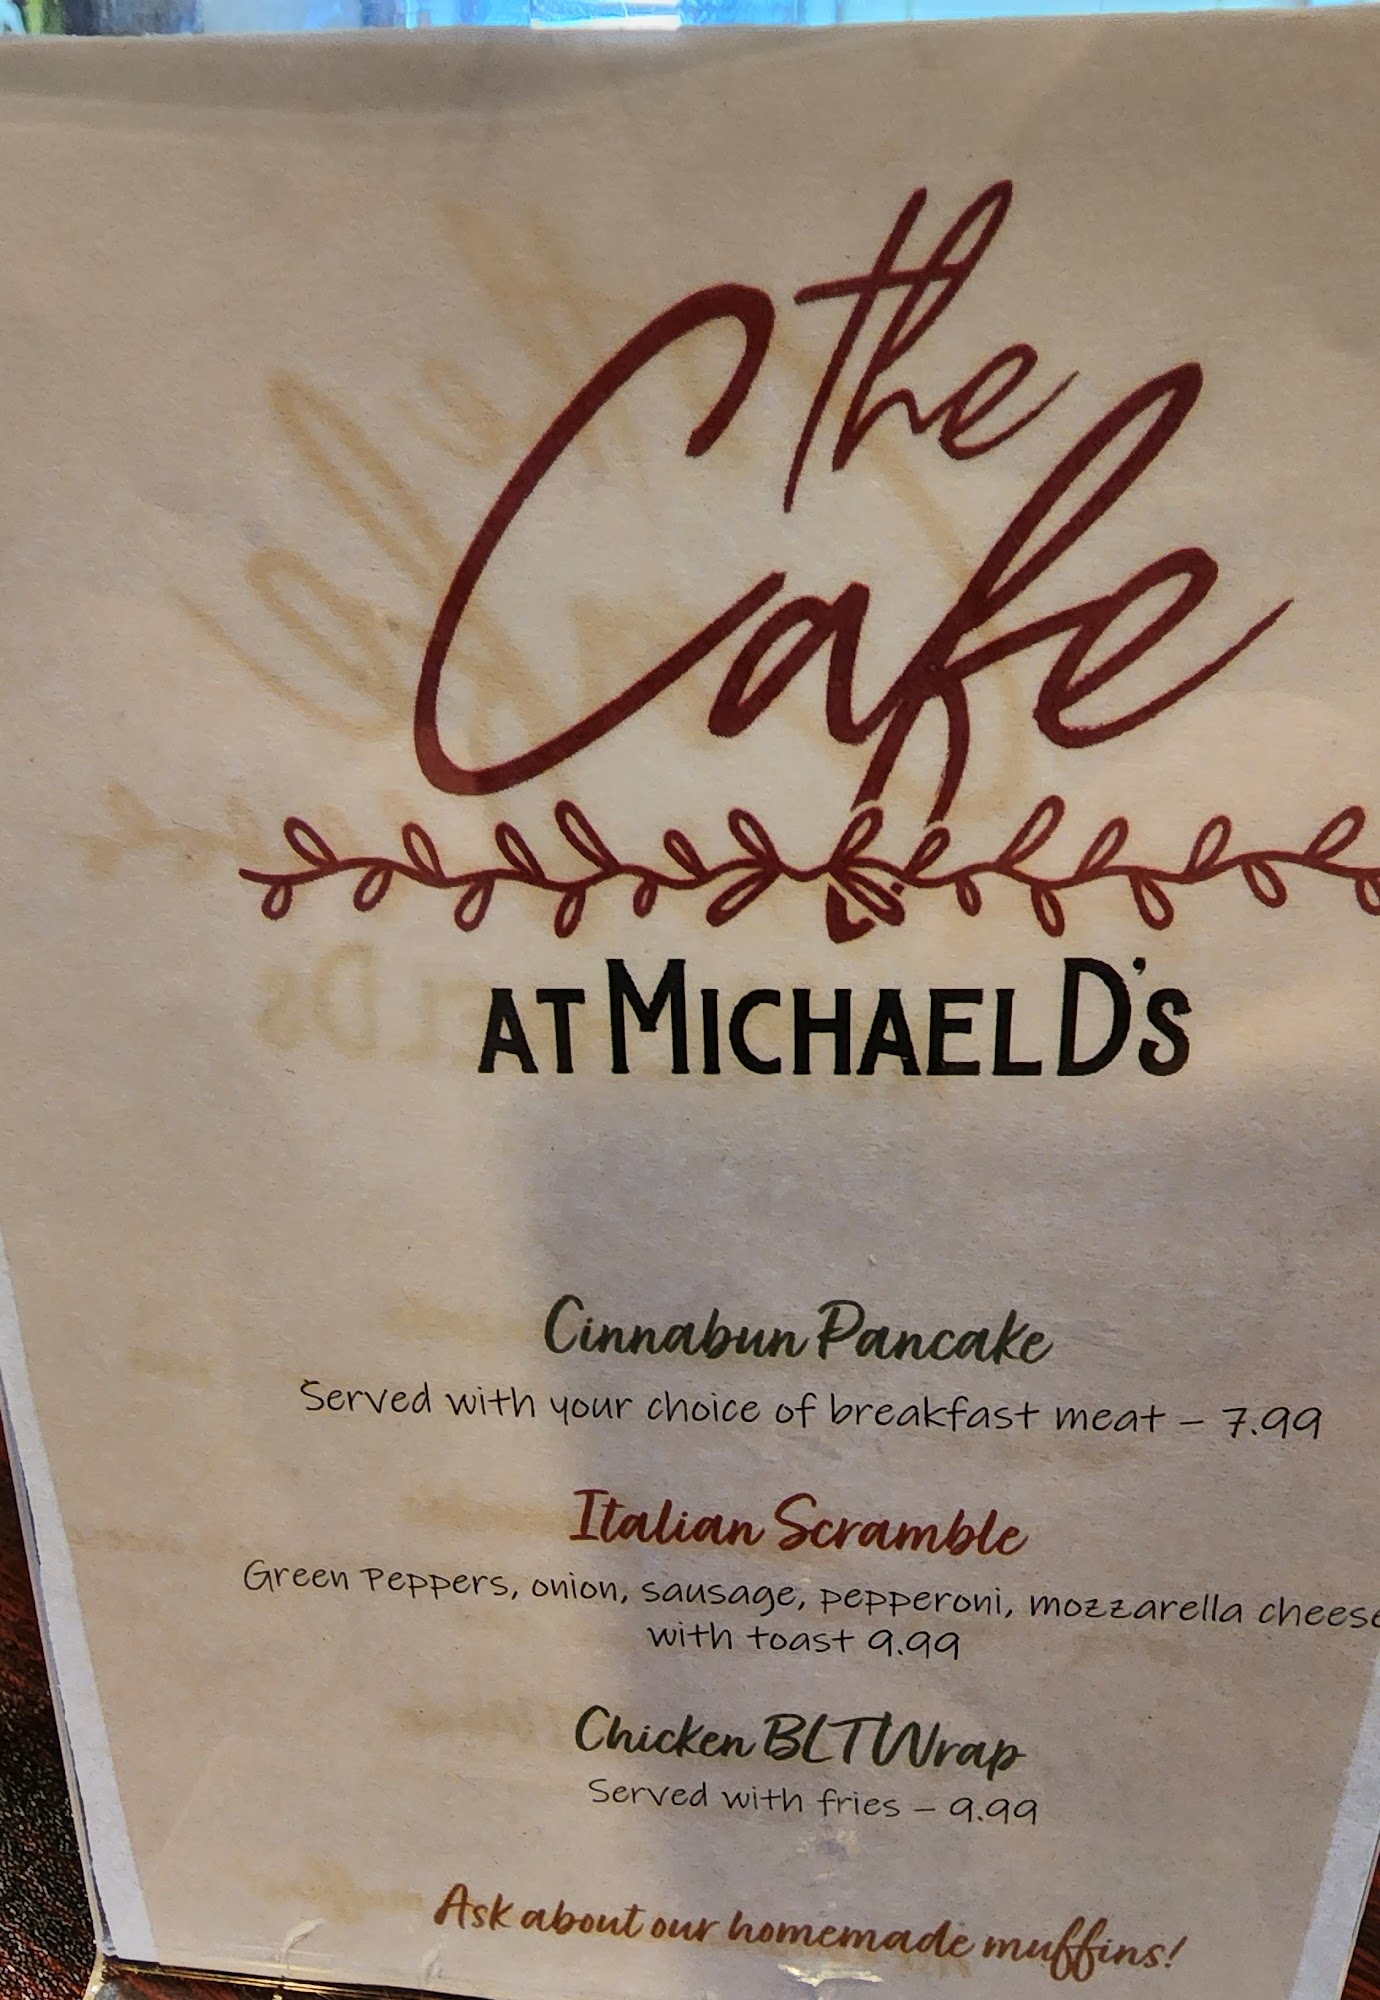 the
Cafe
AT MICHAEL D'S
Cinnabun Pancake
Served with your choice of breakfast meat – 7.99
Italian Scramble
Green Peppers, onion, sausage, pepperoni, mozzarella cheese
with toast 9.99
Chicken BLT Wrap
Served with fries – 9.99
Ask about our homemade muffins!